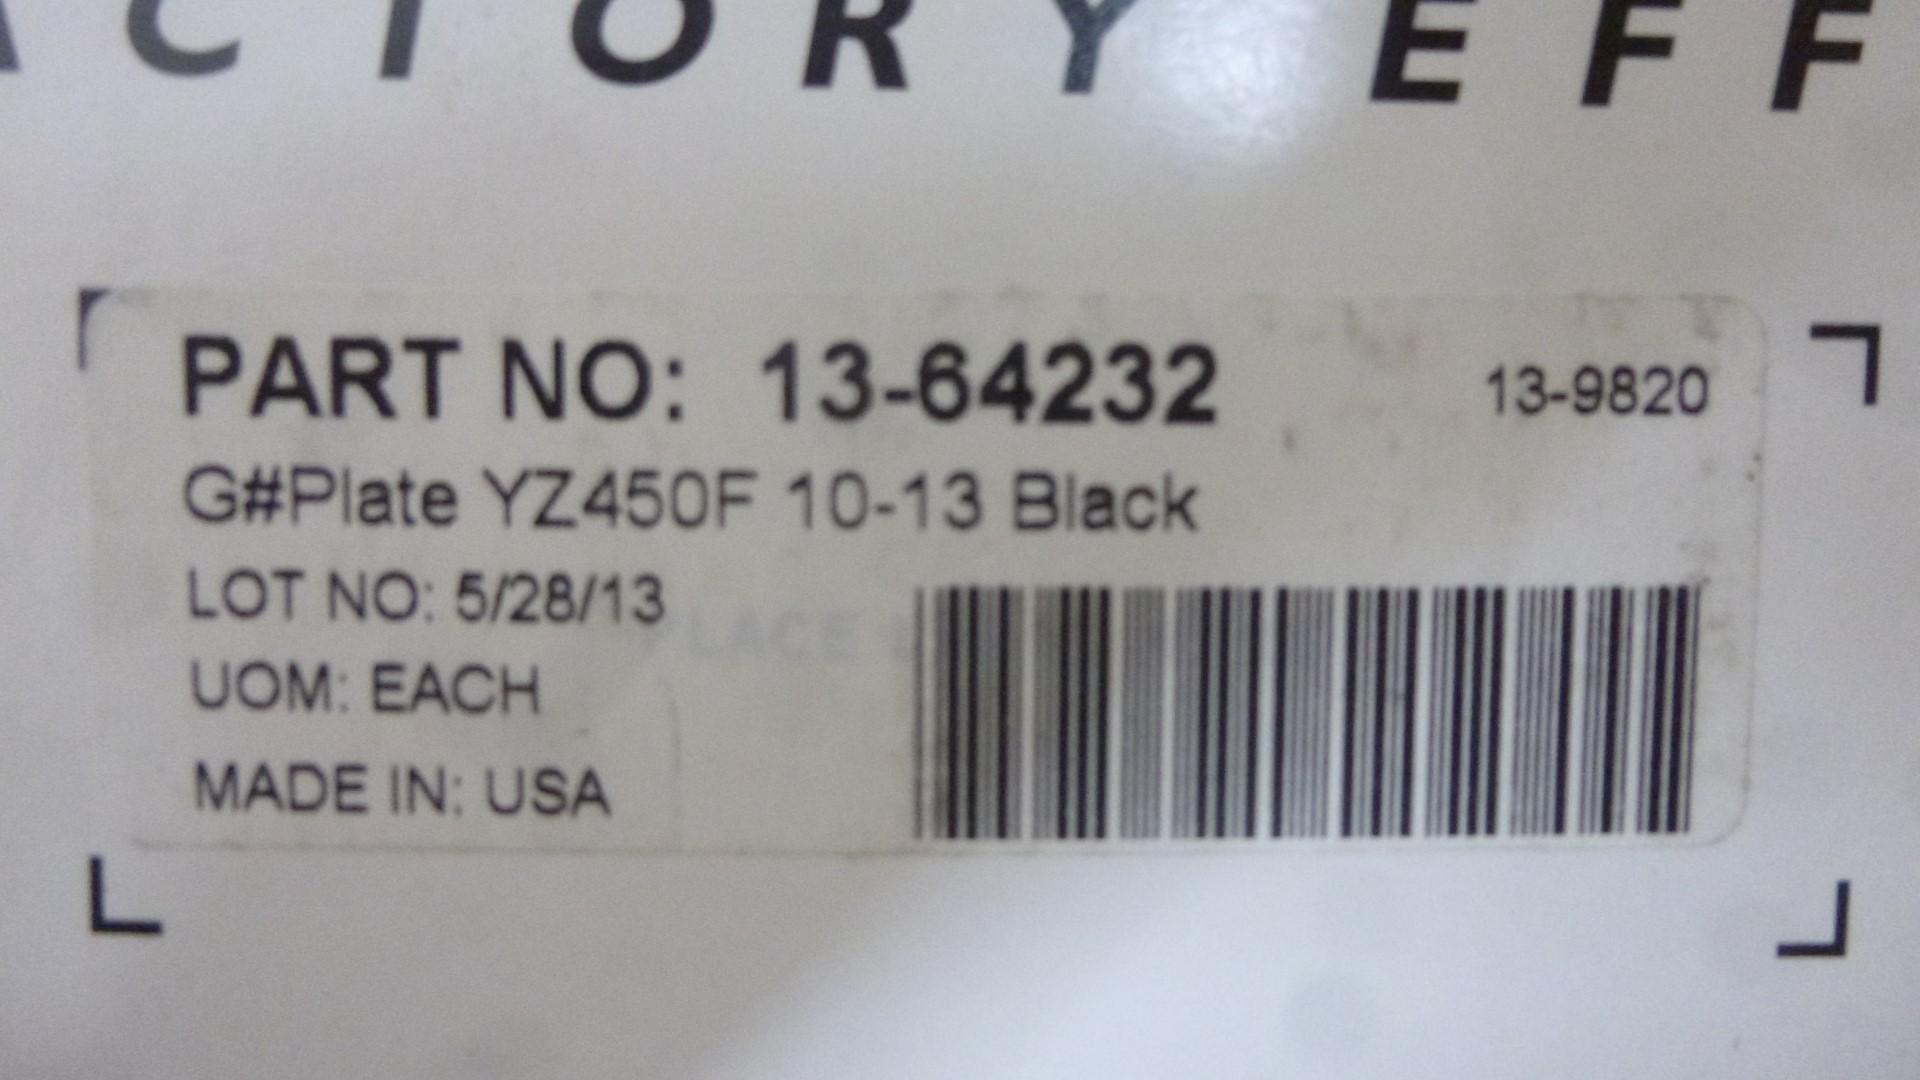 ACTORY EFF
PART NO: 13-64232 13-9820
G#Plate YZ450F 10-13 Black
LOT NO: 5/28/13
PLACE
UOM: EACH
MADE IN: USA